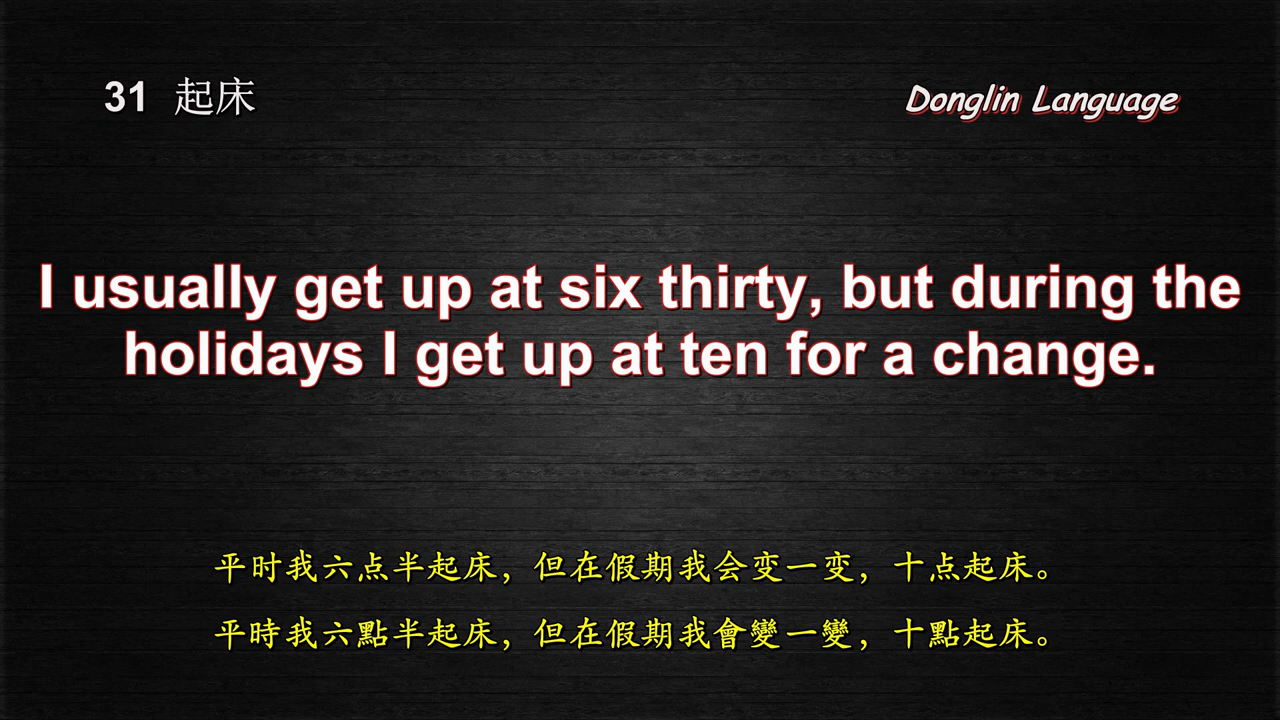 31 起床
Donglin Language
I usually get up at six thirty, but during the
holidays I get up at ten for a change.
平时我六点半起床，但在假期我会变一变，十点起床。
平時我六點半起床，但在假期我會變一變，十點起床。